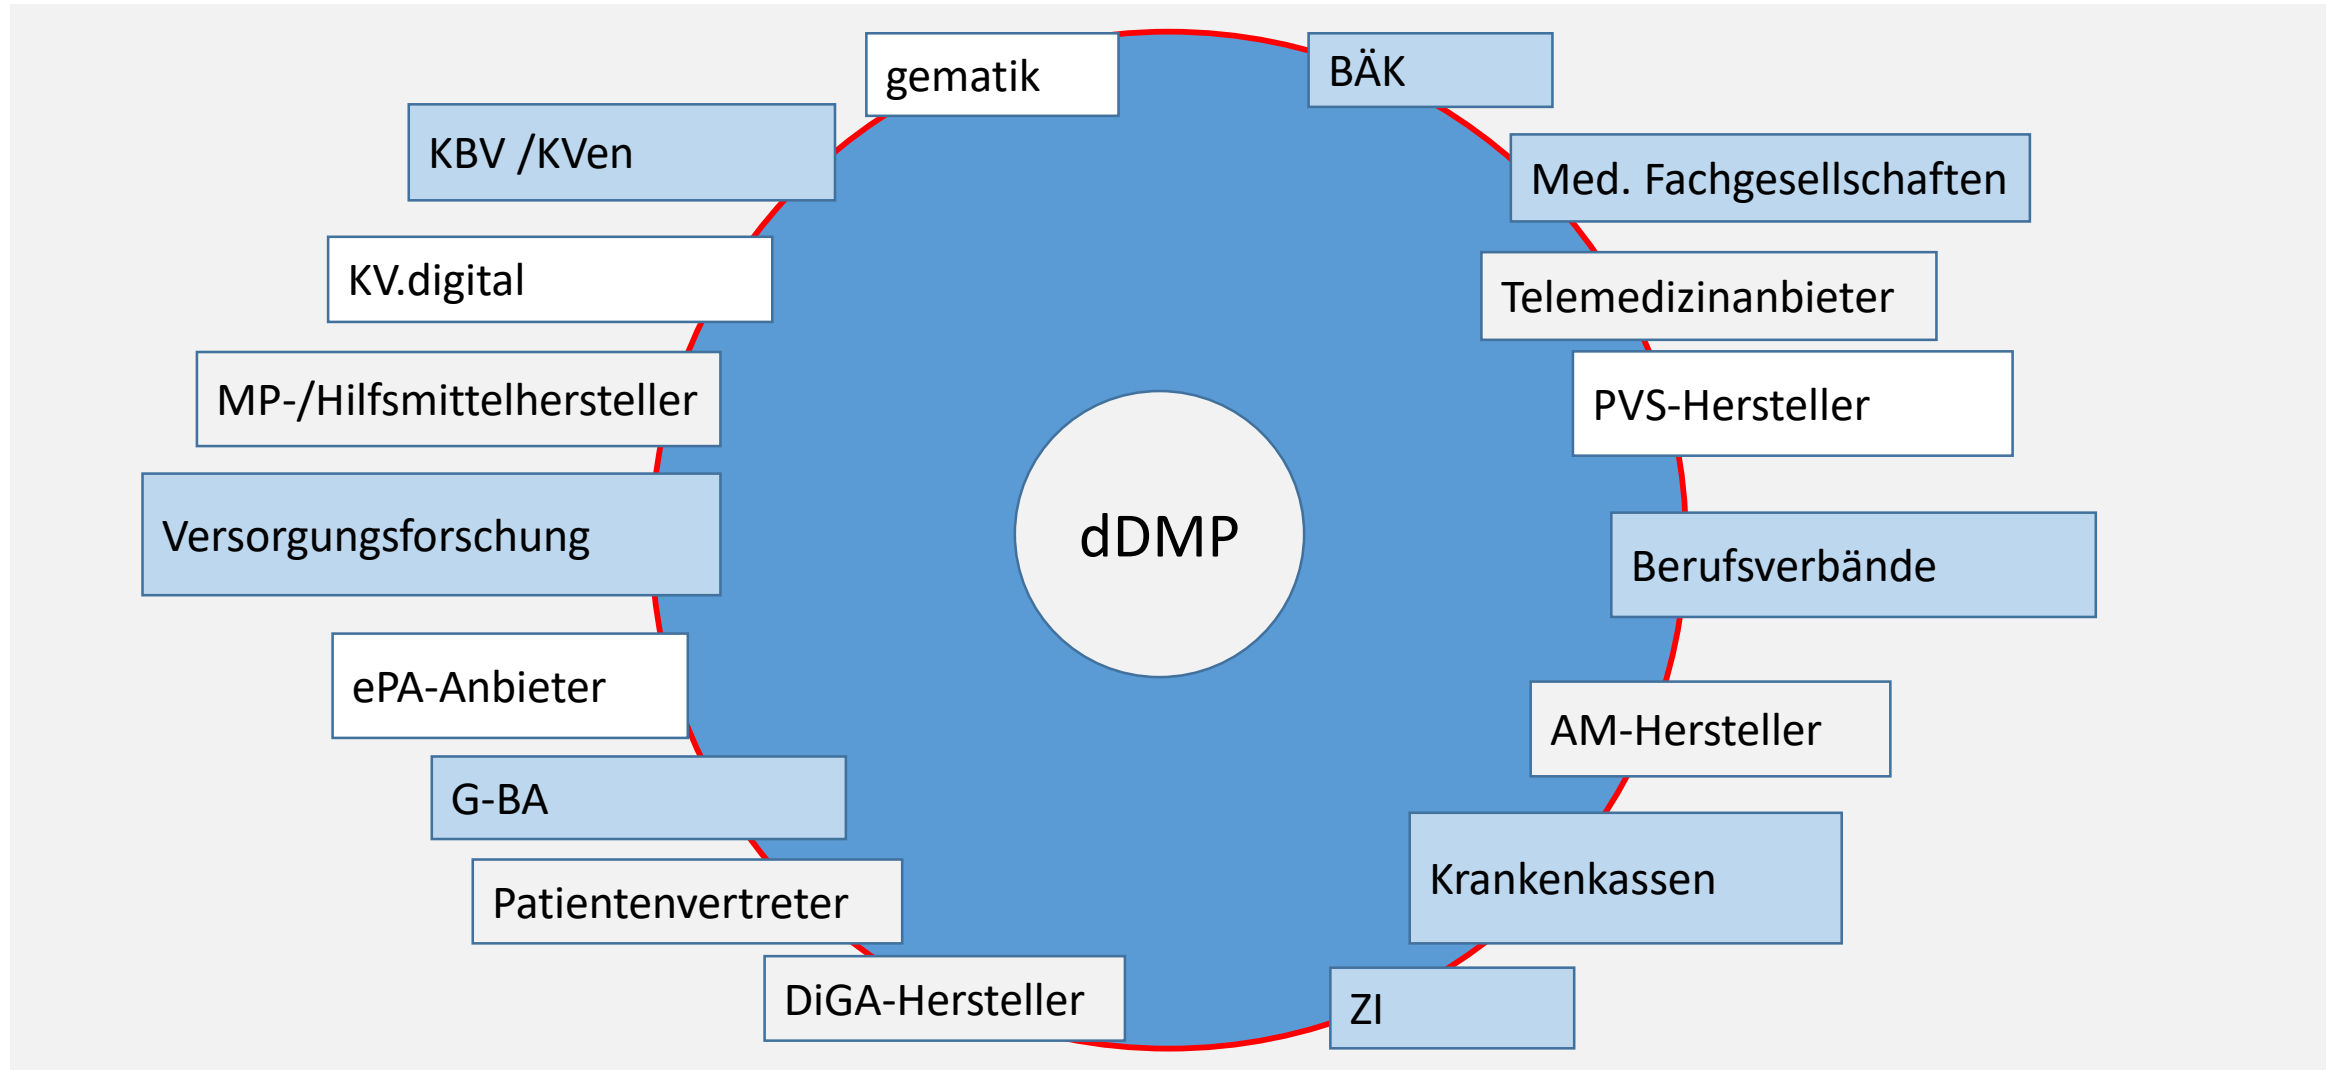 gematik
BÄK
KBV /KVen
Med. Fachgesellschaften
KV.digital
Telemedizinanbieter
MP-/Hilfsmittelhersteller
PVS-Hersteller
Versorgungsforschung
dDMP
Berufsverbände
ePA-Anbieter
AM-Hersteller
G-BA
Krankenkassen
Patientenvertreter
DiGA-Hersteller
ZI